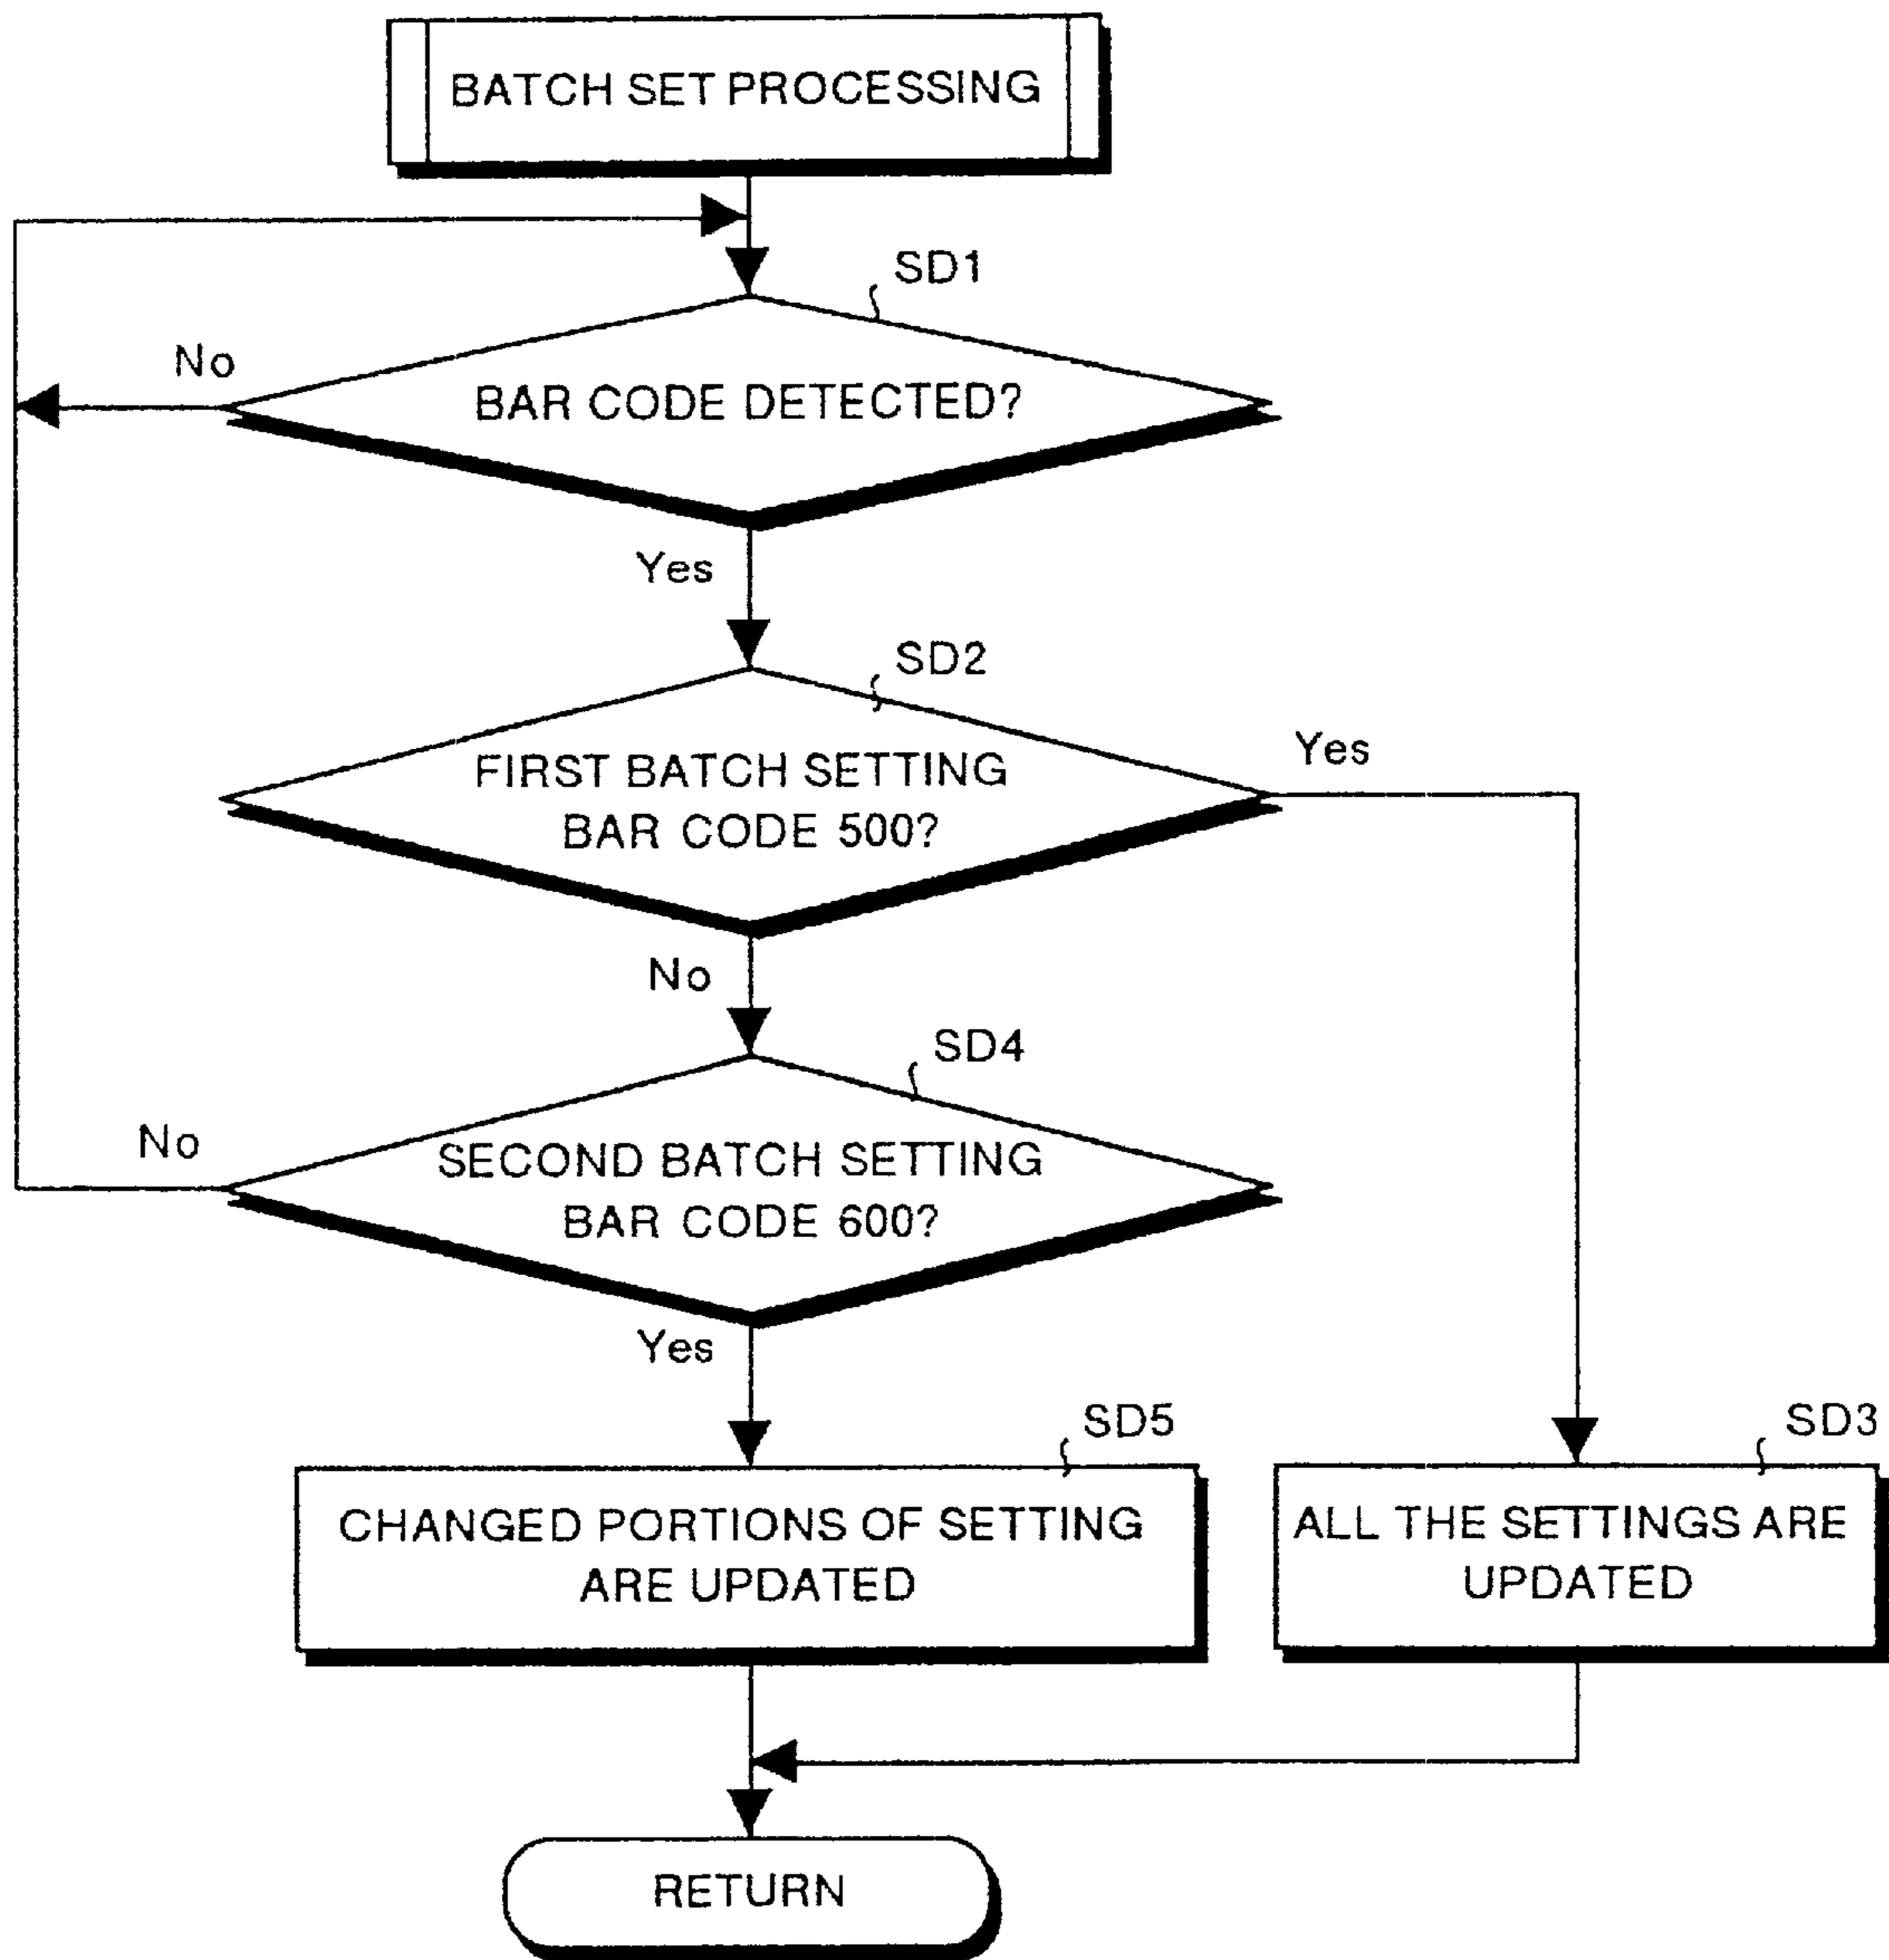 BATCH SET PROCESSING
SD1
No
BAR CODE DETECTED?
Yes
SD2
FIRST BATCH SETTING
BAR CODE 500?
Yes
No
SD4
No
SECOND BATCH SETTING
BAR CODE 600?
Yes
SD5
CHANGED PORTIONS OF SETTING
ARE UPDATED
SD3
ALL THE SETTINGS ARE
UPDATED
RETURN